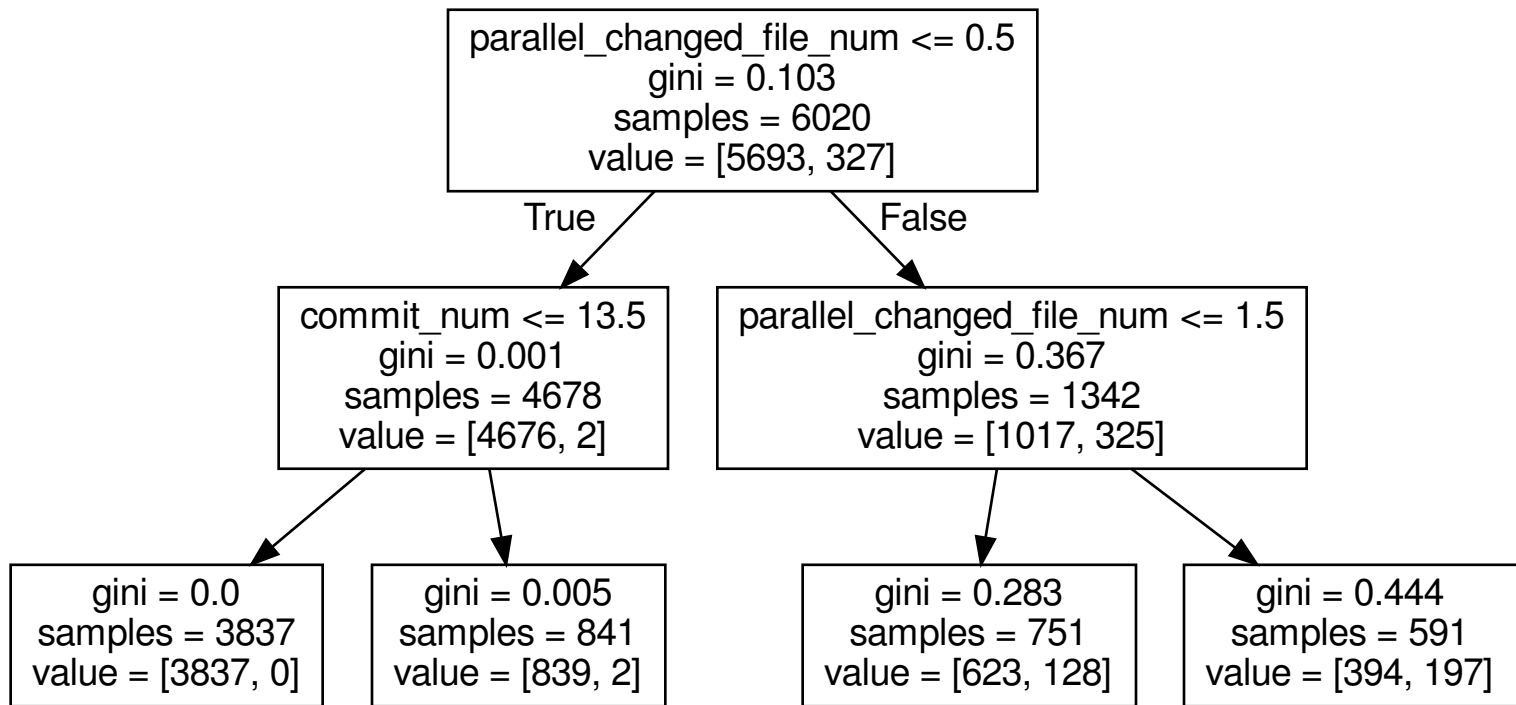 parallel_changed_file_num <= 0.5
gini = 0.103
samples = 6020
value = [5693, 327]
True
False
commit_num <= 13.5
gini = 0.001
samples = 4678
value = [4676, 2]
parallel_changed_file_num <= 1.5
gini = 0.367
samples = 1342
value = [1017, 325]
gini = 0.0
samples = 3837
value = [3837, 0]
gini = 0.005
samples = 841
value = [839, 2]
gini = 0.283
samples = 751
value = [623, 128]
gini = 0.444
samples = 591
value = [394, 197]